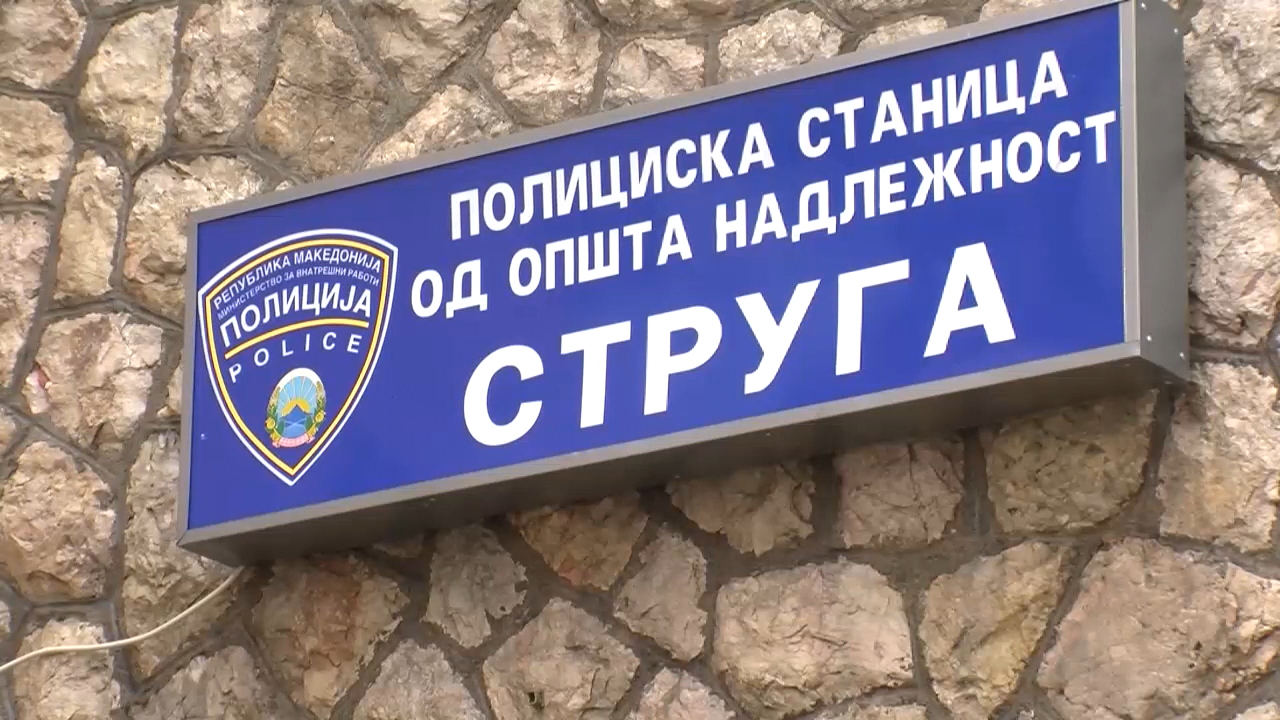 ПОЛИЦИСКА СТАНИЦА
ОД ОПШТА НАДЛЕЖНОСТ
СТРУГА
РЕПУБЛИКА МАКЕДОНИЈА
МИНИСТЕРСТВО ЗА ВНАТРЕШНИ РАБОТИ
ПОЛИЦИЈА
POLICE